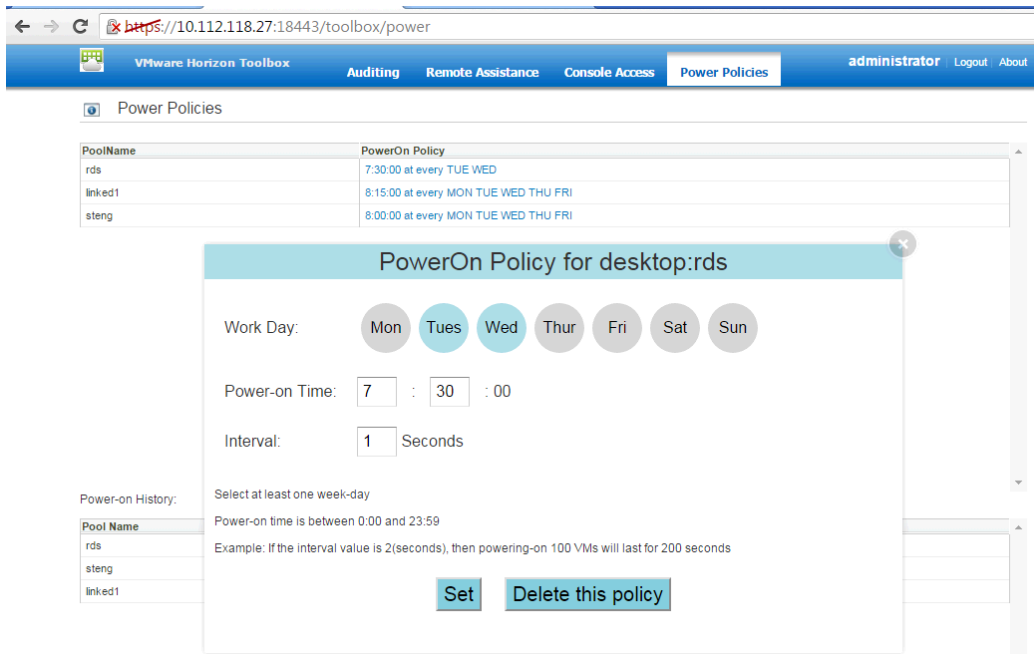 https://10.112.118.27:18443/toolbox/power
VMware Horizon Toolbox Auditing Remote Assistance Console Access Power Policies administrator Logout About
Power Policies
PoolName PowerOn Policy
rds 7:30:00 at every TUE WED
linked1 8:15:00 at every MON TUE WED THU FRI
steng 8:00:00 at every MON TUE WED THU FRI
PowerOn Policy for desktop:rds
Work Day: Mon Tues Wed Thur Fri Sat Sun
Power-on Time: 7 : 30 : 00
Interval: 1 Seconds
Select at least one week-day
Power-on time is between 0:00 and 23:59
Example: If the interval value is 2(seconds), then powering-on 100 VMs will last for 200 seconds
Set Delete this policy
Power-on History:
Pool Name
rds
steng
linked1